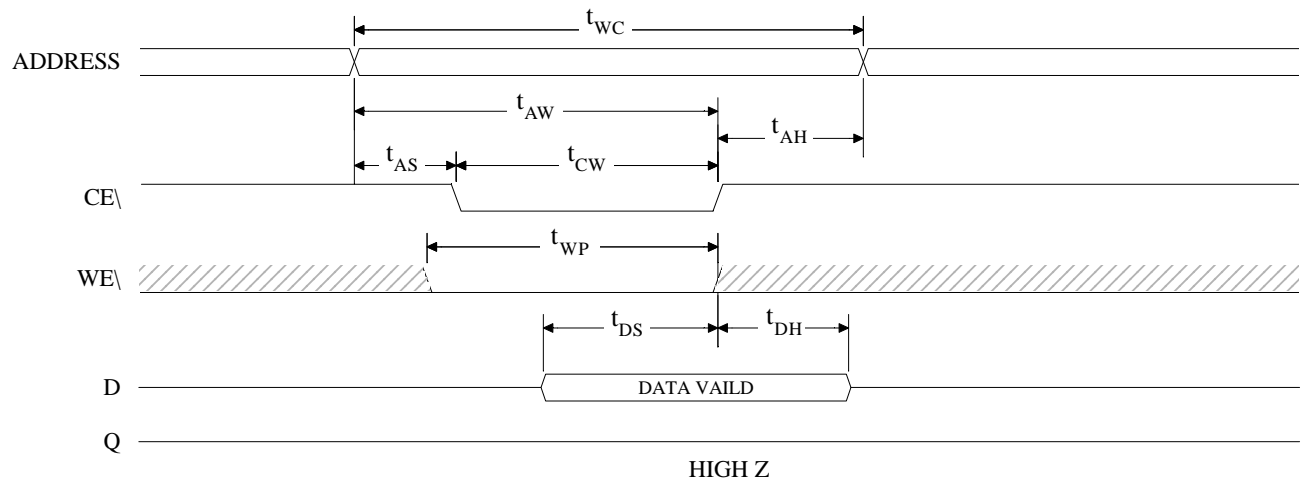 tWC
ADDRESS
tAW
tAH
tAS
tCW
CE\
tWP
WE\
tDS
tDH
D
DATA VAILD
Q
HIGH Z